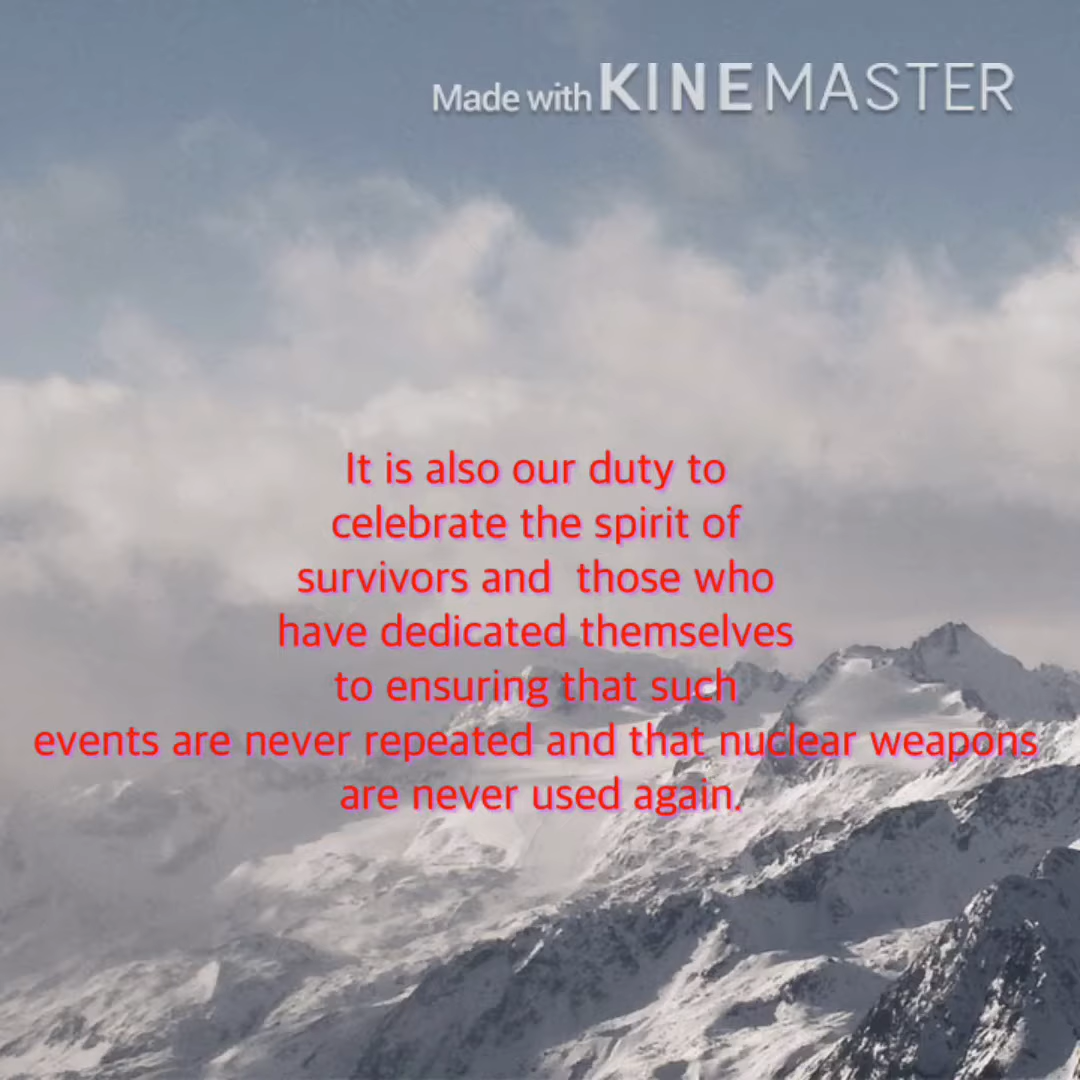 Made with KINEMASTER
It is also our duty to
celebrate the spirit of
survivors and  those who
have dedicated themselves
to ensuring that such
events are never repeated and that nuclear weapons
are never used again.